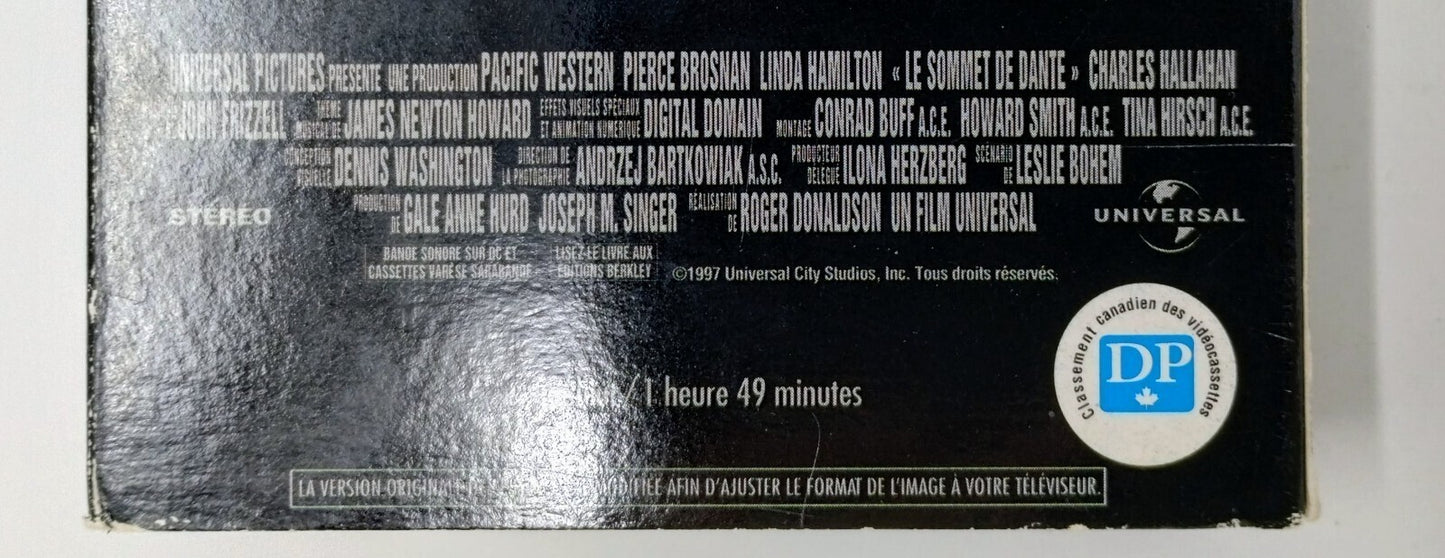 UNIVERSAL PICTURES PRESENTE UNE PRODUCTION PACIFIC WESTERN PIERCE BROSNAN LINDA HAMILTON « LE SOMMET DE DANTE » CHARLES HALLAHAN
JOHN FRIZZELL THÈME MUSICAL DE JAMES NEWTON HOWARD EFFETS VISUELS SPÉCIAUX ET ANIMATION NUMÉRIQUE DIGITAL DOMAIN MONTAGE CONRAD BUFF A.C.E. HOWARD SMITH A.C.E. TINA HIRSCH A.C.E.
CONCEPTION VISUELLE DENNIS WASHINGTON DIRECTION DE LA PHOTOGRAPHIE ANDRZEJ BARTKOWIAK A.S.C. PRODUCTEUR DÉLÉGUÉ ILONA HERZBERG SCÉNARIO DE LESLIE BOHEM
STEREO PRODUCTION DE GALE ANNE HURD JOSEPH M. SINGER RÉALISATION DE ROGER DONALDSON UN FILM UNIVERSAL
UNIVERSAL
BANDE SONORE SUR DC ET CASSETTES VARÈSE SARABANDE
LISEZ LE LIVRE AUX ÉDITIONS BERKLEY
©1997 Universal City Studios, Inc. Tous droits réservés.
Classement canadien des vidéocassettes
DP
/ 1 heure 49 minutes
LA VERSION ORIGINALE AFIN D'AJUSTER LE FORMAT DE L'IMAGE À VOTRE TÉLÉVISEUR.